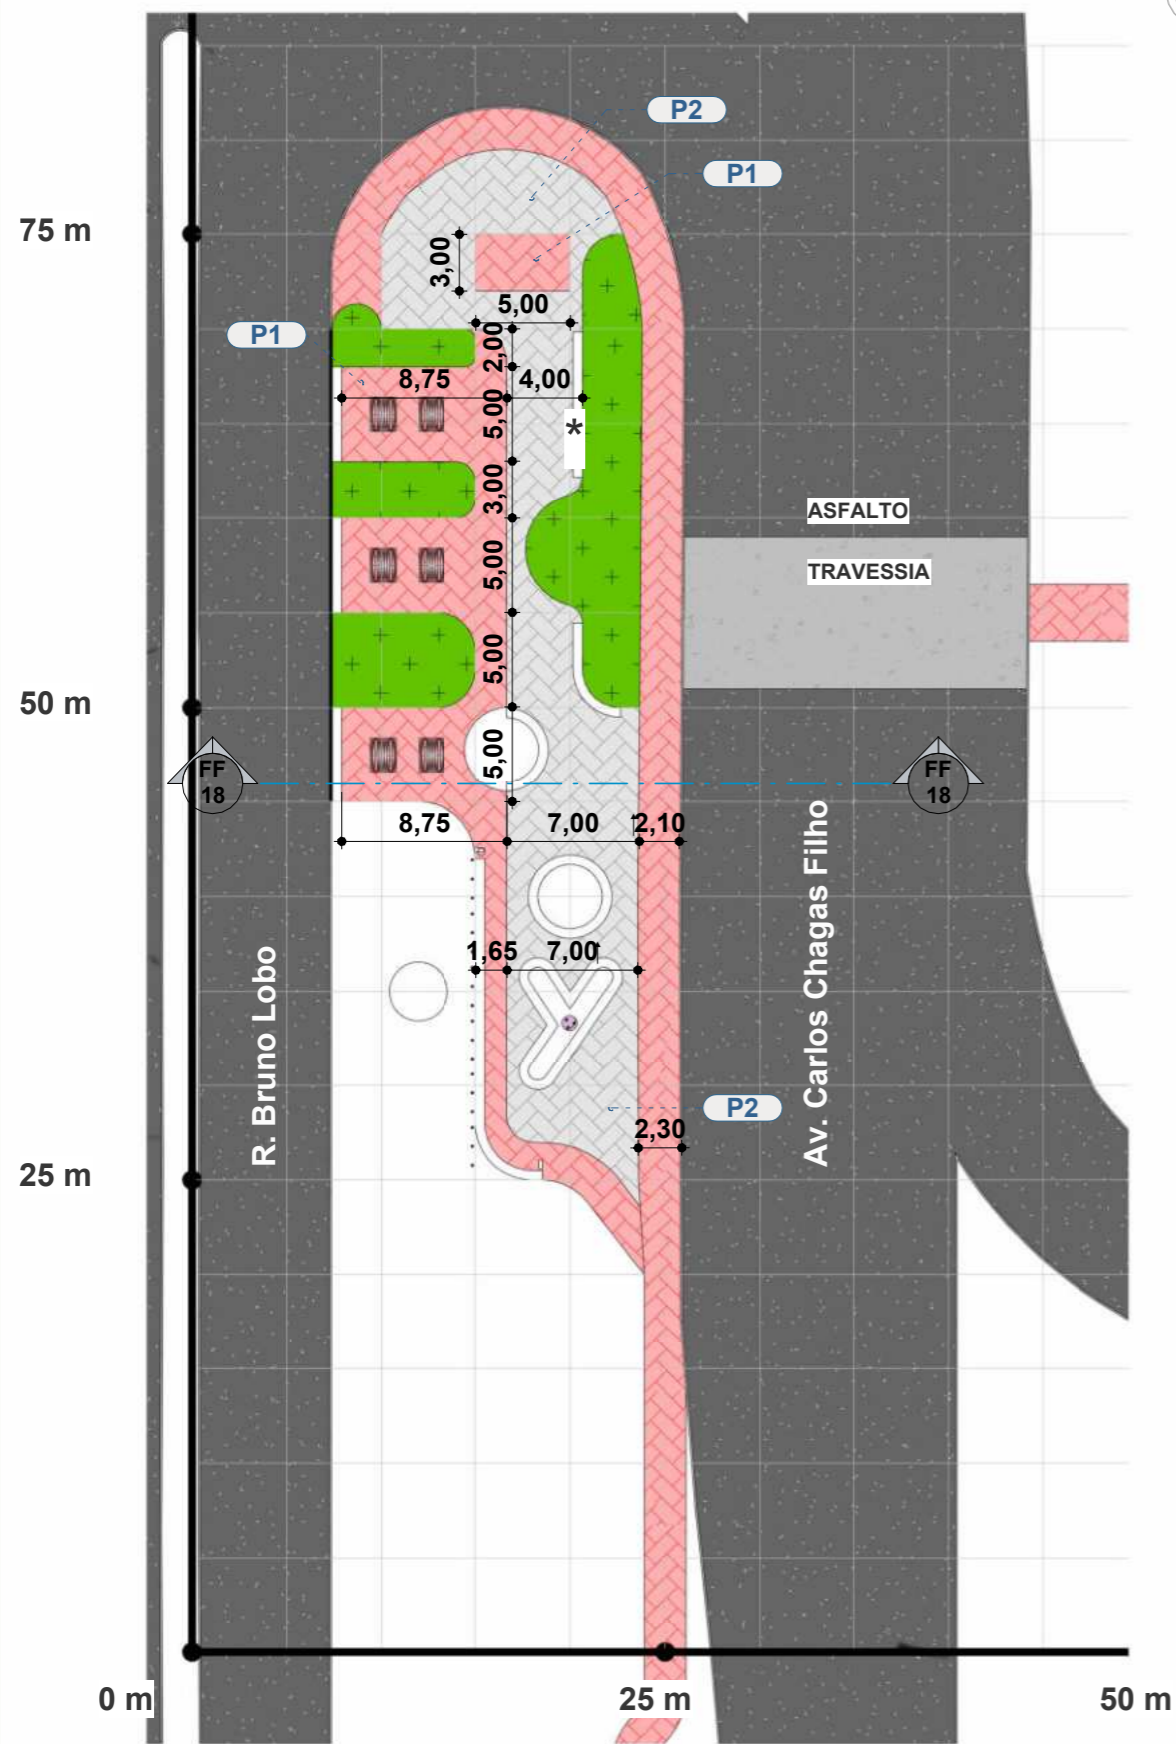 P2
P1
75 m
3,00
5,00
P1
2,00
8,75
4,00
5,00
*
3,00
ASFALTO
5,00
TRAVESSIA
5,00
50 m
5,00
FF
18
FF
18
8,75
7,00
2,10
1,65
7,00
R. Bruno Lobo
Av. Carlos Chagas Filho
P2
2,30
25 m
0 m
25 m
50 m